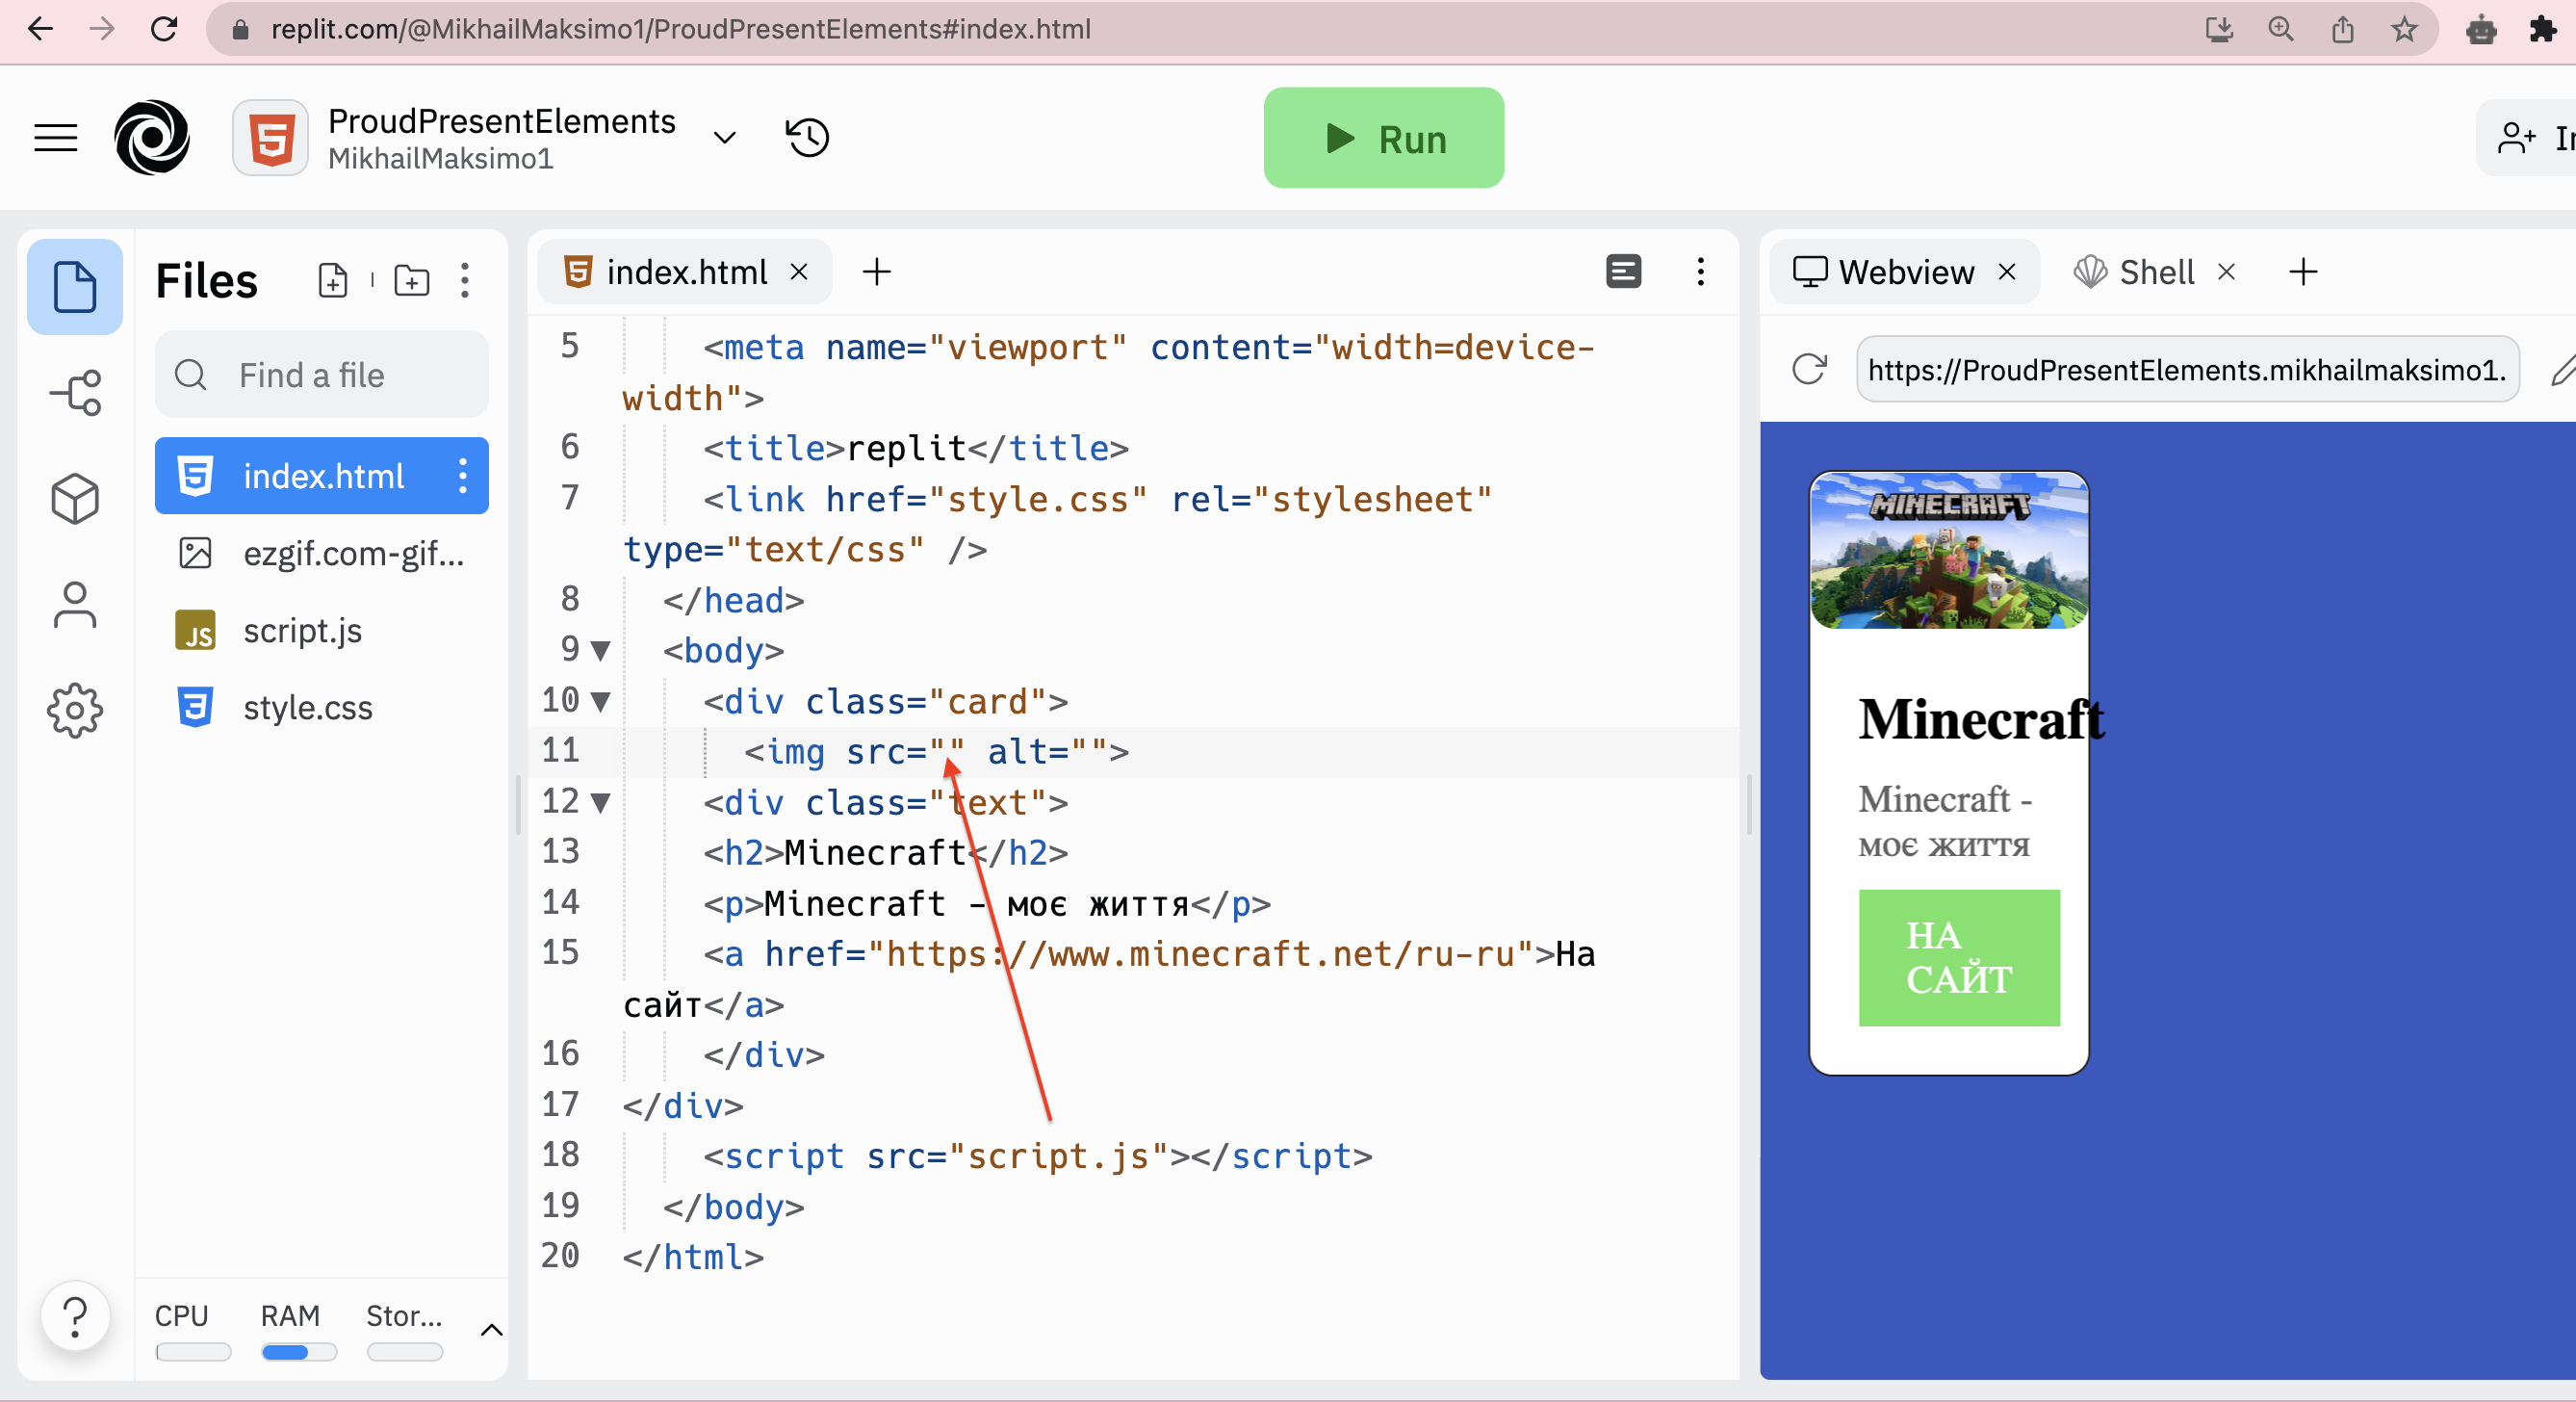 replit.com/@MikhailMaksimo1/ProudPresentElements#index.html
ProudPresentElements
MikhailMaksimo1
Run
Files
Find a file
index.html
ezgif.com-gif...
JS script.js
style.css
CPU RAM Stor...
index.html
5 <meta name="viewport" content="width=device-
width">
6 <title>replit</title>
7 <link href="style.css" rel="stylesheet"
type="text/css" />
8 </head>
9 <body>
10 <div class="card">
11 <img src="" alt="">
12 <div class="text">
13 <h2>Minecraft</h2>
14 <p>Minecraft - моє життя</p>
15 <a href="https://www.minecraft.net/ru-ru">На
сайт</a>
16 </div>
17 </div>
18 <script src="script.js"></script>
19 </body>
20 </html>
Webview Shell
https://ProudPresentElements.mikhailmaksimo1.
MINECRAFT
Minecraft
Minecraft -
моє життя
НА
САЙТ